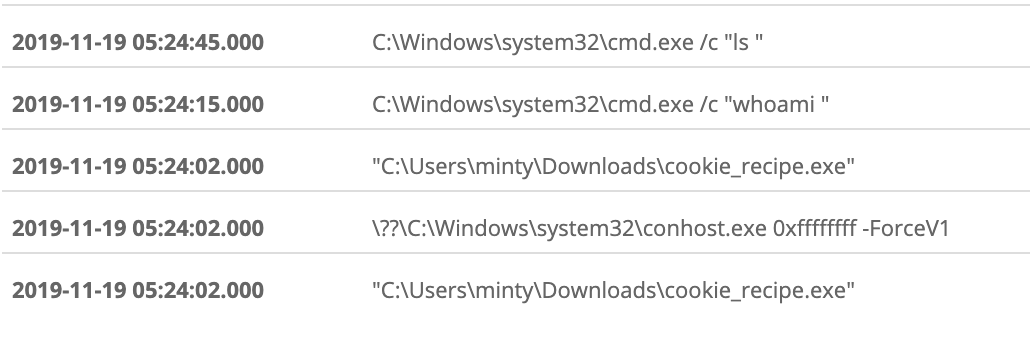 2019-11-19 05:24:45.000 C:\Windows\system32\cmd.exe /c "ls "
2019-11-19 05:24:15.000 C:\Windows\system32\cmd.exe /c "whoami "
2019-11-19 05:24:02.000 "C:\Users\minty\Downloads\cookie_recipe.exe"
2019-11-19 05:24:02.000 \??\C:\Windows\system32\conhost.exe 0xffffffff -ForceV1
2019-11-19 05:24:02.000 "C:\Users\minty\Downloads\cookie_recipe.exe"